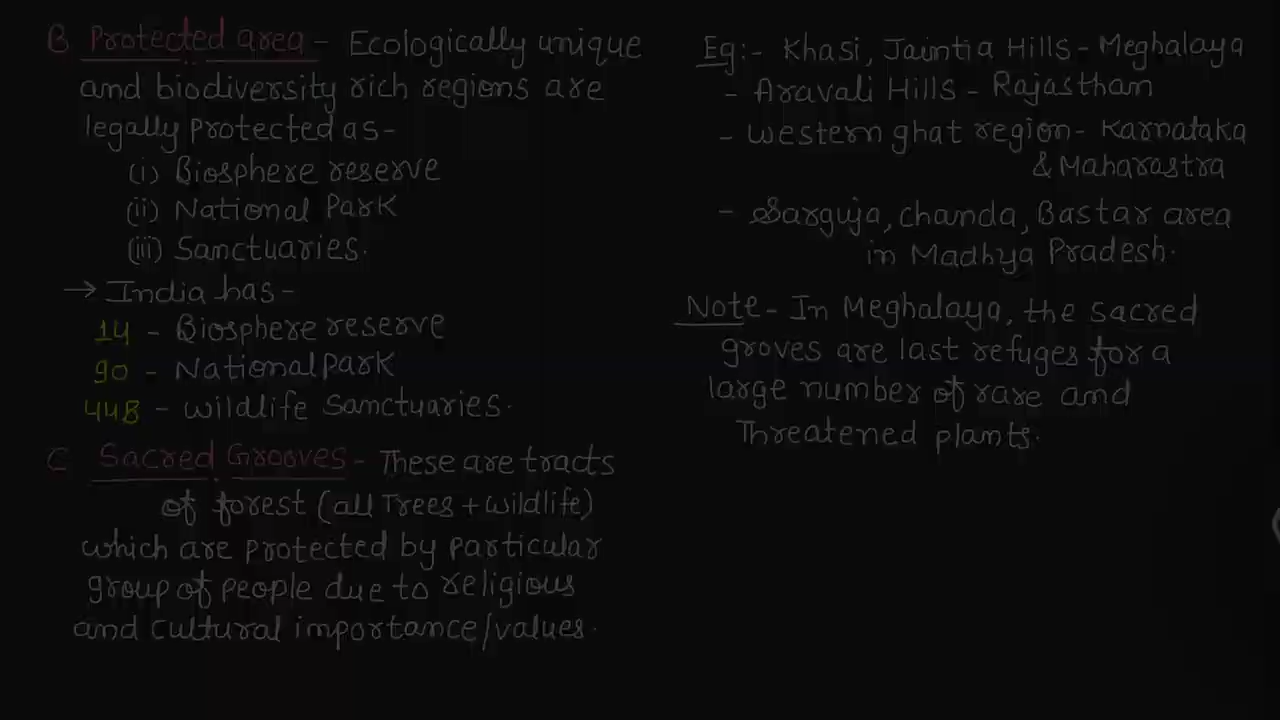 B Protected area - Ecologically unique
and biodiversity rich regions are
legally protected as-
(i) Biosphere reserve
(ii) National Park
(iii) Sanctuaries.
→ India has-
14 - Biosphere reserve
90 - National park
448 - wildlife Sanctuaries.
C Sacred Grooves - These are tracts
of forest (all Trees + wildlife)
which are protected by particular
group of people due to religious
and cultural importance/values.
Eg:- Khasi, Jaintia Hills - Meghalaya
- Aravali Hills - Rajastham
- Western ghat region - Karnataka
& Maharastra
- Sarguja, chanda, Bastar area
in Madhya Pradesh.
Note - In Meghalaya, the sacred
groves are last refuges for a
large number of rare and
Threatened plants.